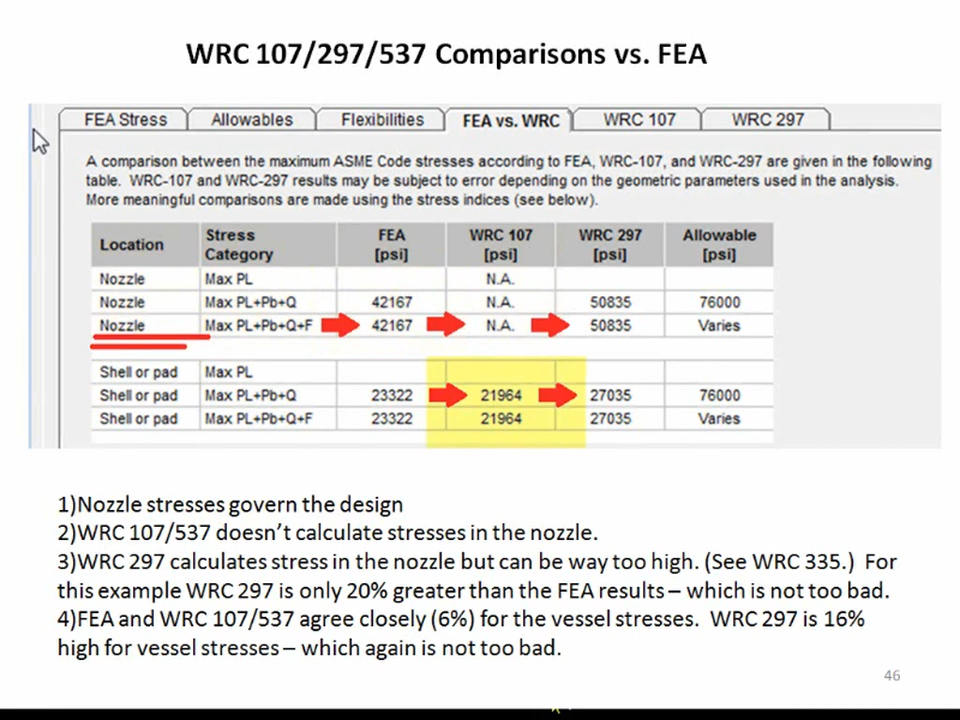 WRC 107/297/537 Comparisons vs. FEA
FEA Stress Allowables Flexibilities FEA vs. WRC WRC 107 WRC 297
A comparison between the maximum ASME Code stresses according to FEA, WRC-107, and WRC-297 are given in the following
table. WRC-107 and WRC-297 results may be subject to error depending on the geometric parameters used in the analysis.
More meaningful comparisons are made using the stress indices (see below).
Location Stress Category FEA [psi] WRC 107 [psi] WRC 297 [psi] Allowable [psi]
Nozzle Max PL N.A.
Nozzle Max PL+Pb+Q 42167 N.A. 50835 76000
Nozzle Max PL+Pb+Q+F 42167 N.A. 50835 Varies
Shell or pad Max PL
Shell or pad Max PL+Pb+Q 23322 21964 27035 76000
Shell or pad Max PL+Pb+Q+F 23322 21964 27035 Varies
1)Nozzle stresses govern the design
2)WRC 107/537 doesn't calculate stresses in the nozzle.
3)WRC 297 calculates stress in the nozzle but can be way too high. (See WRC 335.) For
this example WRC 297 is only 20% greater than the FEA results – which is not too bad.
4)FEA and WRC 107/537 agree closely (6%) for the vessel stresses. WRC 297 is 16%
high for vessel stresses – which again is not too bad.
46